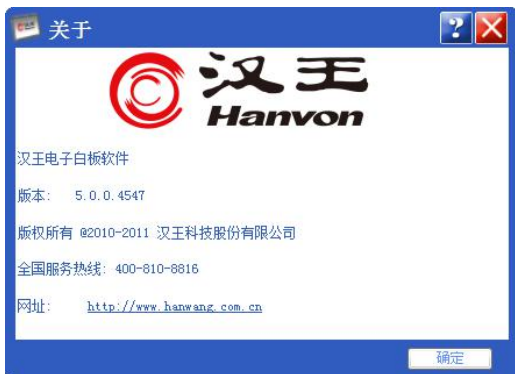 关于
汉王
Hanvon
汉王电子白板软件
版本: 5.0.0.4547
版权所有 @2010-2011 汉王科技股份有限公司
全国服务热线: 400-810-8816
网址: http://www.hanwang.com.cn
确定